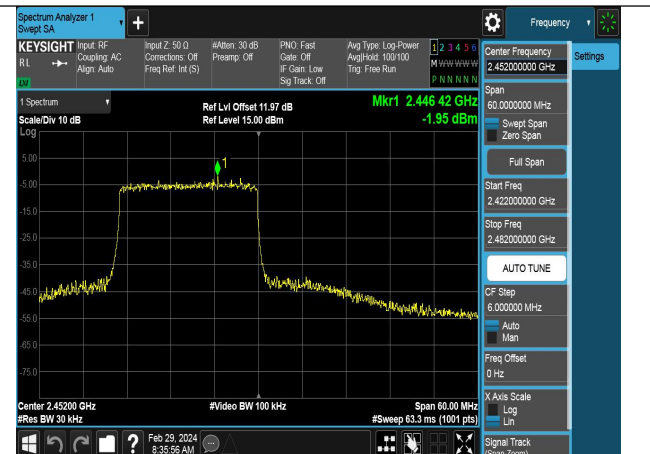 Spectrum Analyzer 1
Swept SA
Frequency
KEYSIGHT
RL
Input: RF
Coupling: AC
Align: Auto
Input Z: 50 Ω
Corrections: Off
Freq Ref: Int (S)
#Atten: 30 dB
Preamp: Off
PNO: Fast
Gate: Off
IF Gain: Low
Sig Track: Off
Avg Type: Log-Power
Avg|Hold: 100/100
Trig: Free Run
1 2 3 4 5 6
M W W W W W
P N N N N N
LXI
1 Spectrum
Scale/Div 10 dB
Log
Ref Lvl Offset 11.97 dB
Ref Level 15.00 dBm
Mkr1 2.446 42 GHz
-1.95 dBm
1
5.00
-5.00
-15.0
-25.0
-35.0
-45.0
-55.0
-65.0
-75.0
Center 2.45200 GHz
#Res BW 30 kHz
#Video BW 100 kHz
Span 60.00 MHz
#Sweep 63.3 ms (1001 pts)
Feb 29, 2024
8:35:56 AM
?
Center Frequency
2.452000000 GHz
Settings
Span
60.0000000 MHz
Swept Span
Zero Span
Full Span
Start Freq
2.422000000 GHz
Stop Freq
2.482000000 GHz
AUTO TUNE
CF Step
6.000000 MHz
Auto
Man
Freq Offset
0 Hz
X Axis Scale
Log
Lin
Signal Track
(Span Zoom)